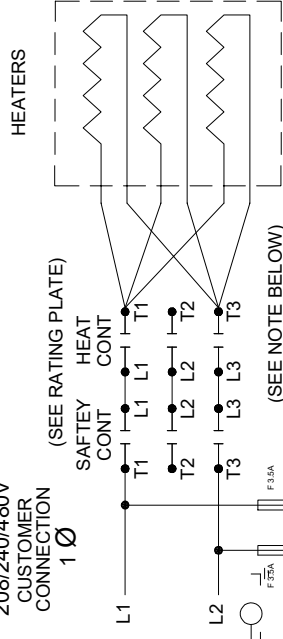 HEATERS
208/240/480V
CUSTOMER
CONNECTION
1 Ø
(SEE RATING PLATE)
SAFTEY
CONT
HEAT
CONT
L1
T1
L1
L1
T1
T2
L2
L2
T2
L2
T3
L3
L3
T3
(SEE NOTE BELOW)
F 3.5A
F 3.5A